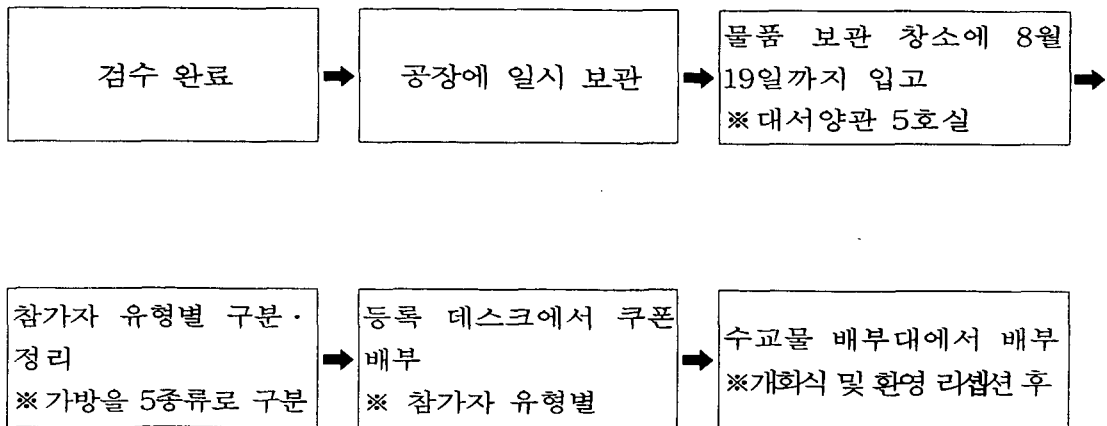 검수 완료
➡
공장에 일시 보관
➡
물품 보관 창소에 8월
19일까지 입고
※대서양관 5호실
➡
참가자 유형별 구분·
정리
※가방을 5종류로 구분
➡
등록 데스크에서 쿠폰
배부
※ 참가자 유형별
➡
수교물 배부대에서 배부
※개회식 및 환영 리셉션 후